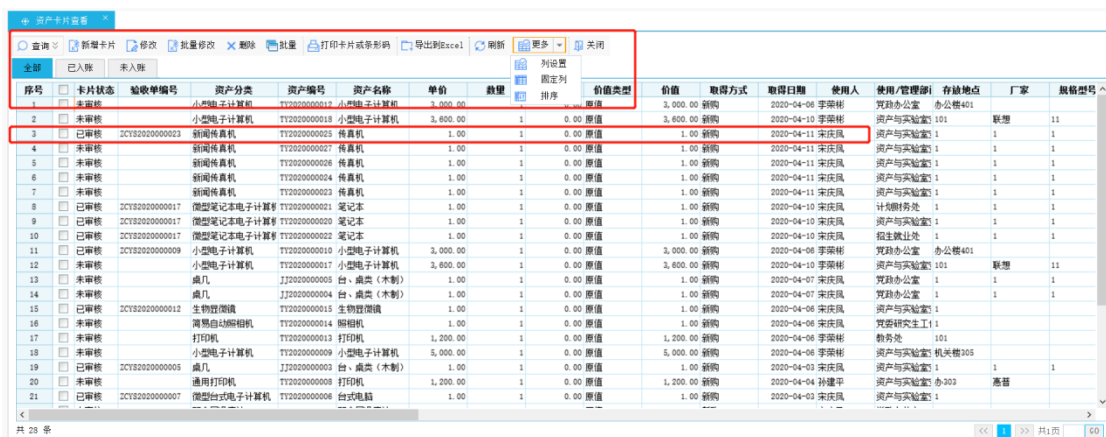 资产卡片查看 ×
查询 新增卡片 修改 批量修改 删除 批量 打印卡片或条形码 导出到Excel 刷新 更多 关闭
全部 已入账 未入账
列设置
固定列
排序
序号 卡片状态 验收单编号 资产分类 资产编号 资产名称 单价 数量 价值类型 价值 取得方式 取得日期 使用人 使用/管理部门 存放地点 厂家 规格型号
1 未审核 小型电子计算机 TY2020000012 小型电子计算机 3,000.00 0.00 原值 3,000.00 新购 2020-04-06 李荣彬 党政办公室 办公楼401
2 未审核 小型电子计算机 TY2020000018 小型电子计算机 3,600.00 1 0.00 原值 3,600.00 新购 2020-04-10 李荣彬 资产与实验室 101 联想 11
3 已审核 ZCYS2020000023 新闻传真机 TY2020000025 传真机 1.00 1 0.00 原值 1.00 新购 2020-04-11 宋庆凤 资产与实验室 1 1 1
4 未审核 新闻传真机 TY2020000027 传真机 1.00 1 0.00 原值 1.00 新购 2020-04-11 宋庆凤 资产与实验室 1 1 1
5 未审核 新闻传真机 TY2020000026 传真机 1.00 1 0.00 原值 1.00 新购 2020-04-11 宋庆凤 资产与实验室 1 1 1
6 未审核 新闻传真机 TY2020000024 传真机 1.00 1 0.00 原值 1.00 新购 2020-04-11 宋庆凤 资产与实验室 1 1 1
7 未审核 新闻传真机 TY2020000023 传真机 1.00 1 0.00 原值 1.00 新购 2020-04-11 宋庆凤 资产与实验室 1 1 1
8 已审核 ZCYS2020000017 微型笔记本电子计算机 TY2020000021 笔记本 1.00 1 0.00 原值 1.00 新购 2020-04-10 宋庆凤 计划财务处 1 1 1
9 已审核 ZCYS2020000017 微型笔记本电子计算机 TY2020000020 笔记本 1.00 1 0.00 原值 1.00 新购 2020-04-10 宋庆凤 资产与实验室 1 1 1
10 已审核 ZCYS2020000017 微型笔记本电子计算机 TY2020000022 笔记本 1.00 1 0.00 原值 1.00 新购 2020-04-10 宋庆凤 招生就业处 1 1 1
11 已审核 ZCYS2020000009 小型电子计算机 TY2020000010 小型电子计算机 3,000.00 1 0.00 原值 3,000.00 新购 2020-04-06 李荣彬 党政办公室 办公楼401
12 未审核 小型电子计算机 TY2020000017 小型电子计算机 3,600.00 1 0.00 原值 3,600.00 新购 2020-04-10 李荣彬 资产与实验室 101 联想 11
13 未审核 桌几 JJ2020000005 台、桌类（木制） 1.00 1 0.00 原值 1.00 新购 2020-04-07 宋庆凤 党政办公室 1 1 1
14 未审核 桌几 JJ2020000004 台、桌类（木制） 1.00 1 0.00 原值 1.00 新购 2020-04-07 宋庆凤 党政办公室 1 1 1
15 已审核 ZCYS2020000012 生物显微镜 TY2020000015 生物显微镜 1.00 1 0.00 原值 1.00 新购 2020-04-06 宋庆凤 资产与实验室 1
16 未审核 简易自动照相机 TY2020000014 照相机 1.00 1 0.00 原值 1.00 新购 2020-04-06 宋庆凤 党委研究生工 1
17 未审核 打印机 TY2020000013 打印机 1,200.00 1 0.00 原值 1,200.00 新购 2020-04-06 李荣彬 教务处 101
18 未审核 小型电子计算机 TY2020000009 小型电子计算机 5,000.00 1 0.00 原值 5,000.00 新购 2020-04-06 李荣彬 资产与实验室 机关楼305
19 已审核 ZCYS2020000005 桌几 JJ2020000003 台、桌类（木制） 1.00 1 0.00 原值 1.00 新购 2020-04-03 宋庆凤 资产与实验室 1 1 1
20 未审核 通用打印机 TY2020000008 打印机 1,200.00 1 0.00 原值 1,200.00 新购 2020-04-04 孙建平 资产与实验室 办303 惠普
21 已审核 ZCYS2020000007 微型台式电子计算机 TY2020000006 台式电脑 1.00 1 0.00 原值 1.00 新购 2020-04-03 宋庆凤 资产与实验室 1
共 28 条 << 1 >> 共1页 GO